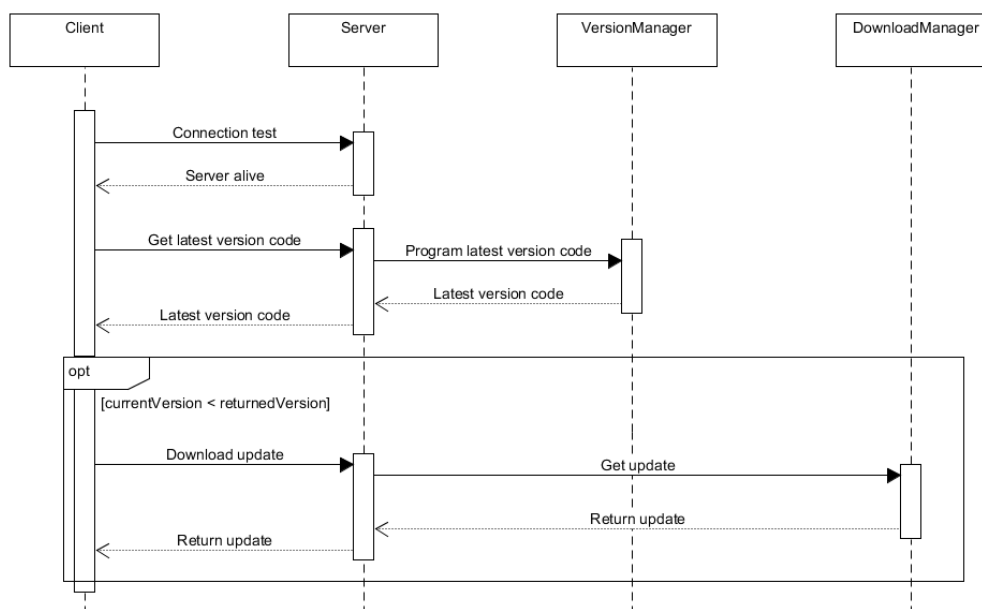 Client
Server
VersionManager
DownloadManager
Connection test
Server alive
Get latest version code
Program latest version code
Latest version code
Latest version code
opt
[currentVersion < returnedVersion]
Download update
Get update
Return update
Return update